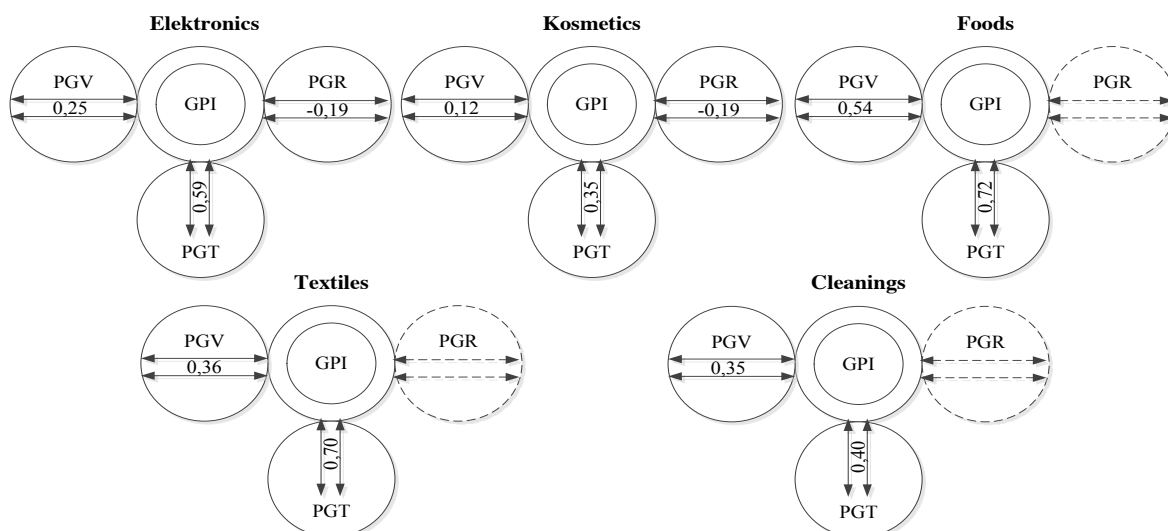 Elektronics
PGV
0,25
GPI
PGR
-0,19
0,59
PGT
Kosmetics
PGV
0,12
GPI
PGR
-0,19
0,35
PGT
Foods
PGV
0,54
GPI
PGR
0,72
PGT
Textiles
PGV
0,36
GPI
PGR
0,70
PGT
Cleanings
PGV
0,35
GPI
PGR
0,40
PGT